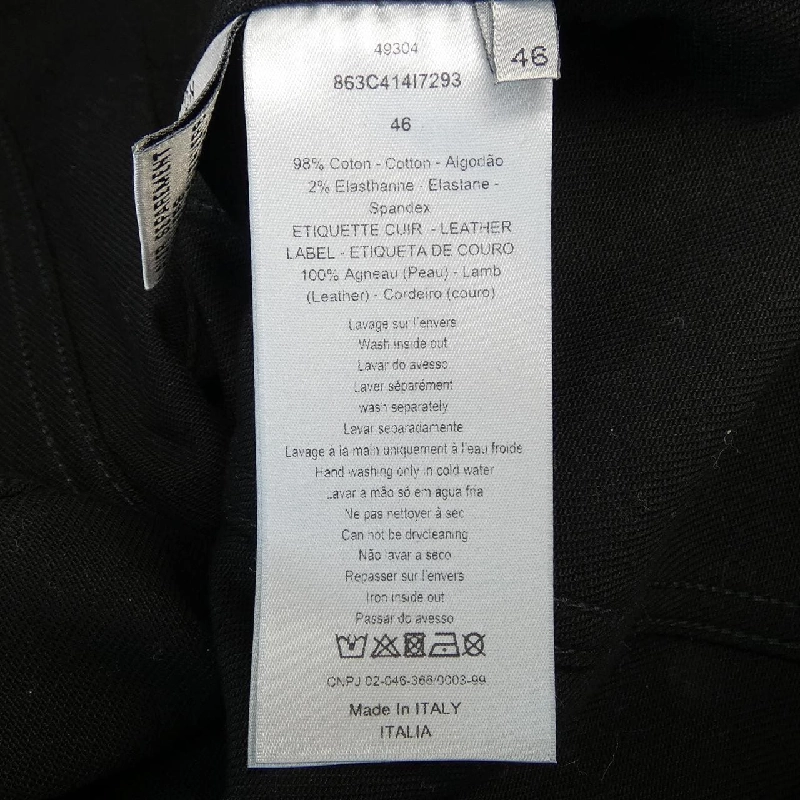 49304
46
863C414I7293
46
98% Coton - Cotton - Algodão
2% Elasthanne - Elastane -
Spandex
ETIQUETTE CUIR - LEATHER
LABEL - ETIQUETA DE COURO
100% Agneau (Peau) - Lamb
(Leather) - Cordeiro (couro)
Lavage sur l'envers
Wash inside out
Lavar do avesso
Laver séparément
wash separately
Lavar separadamente
Lavage à la main uniquement à l'eau froide
Hand washing only in cold water
Lavar a mão só em agua fria
Ne pas nettoyer à sec
Can not be drycleaning
Não lavar a seco
Repasser sur l'envers
Iron inside out
Passar do avesso
CNPJ 02-046-366/0003-99
Made In ITALY
ITALIA